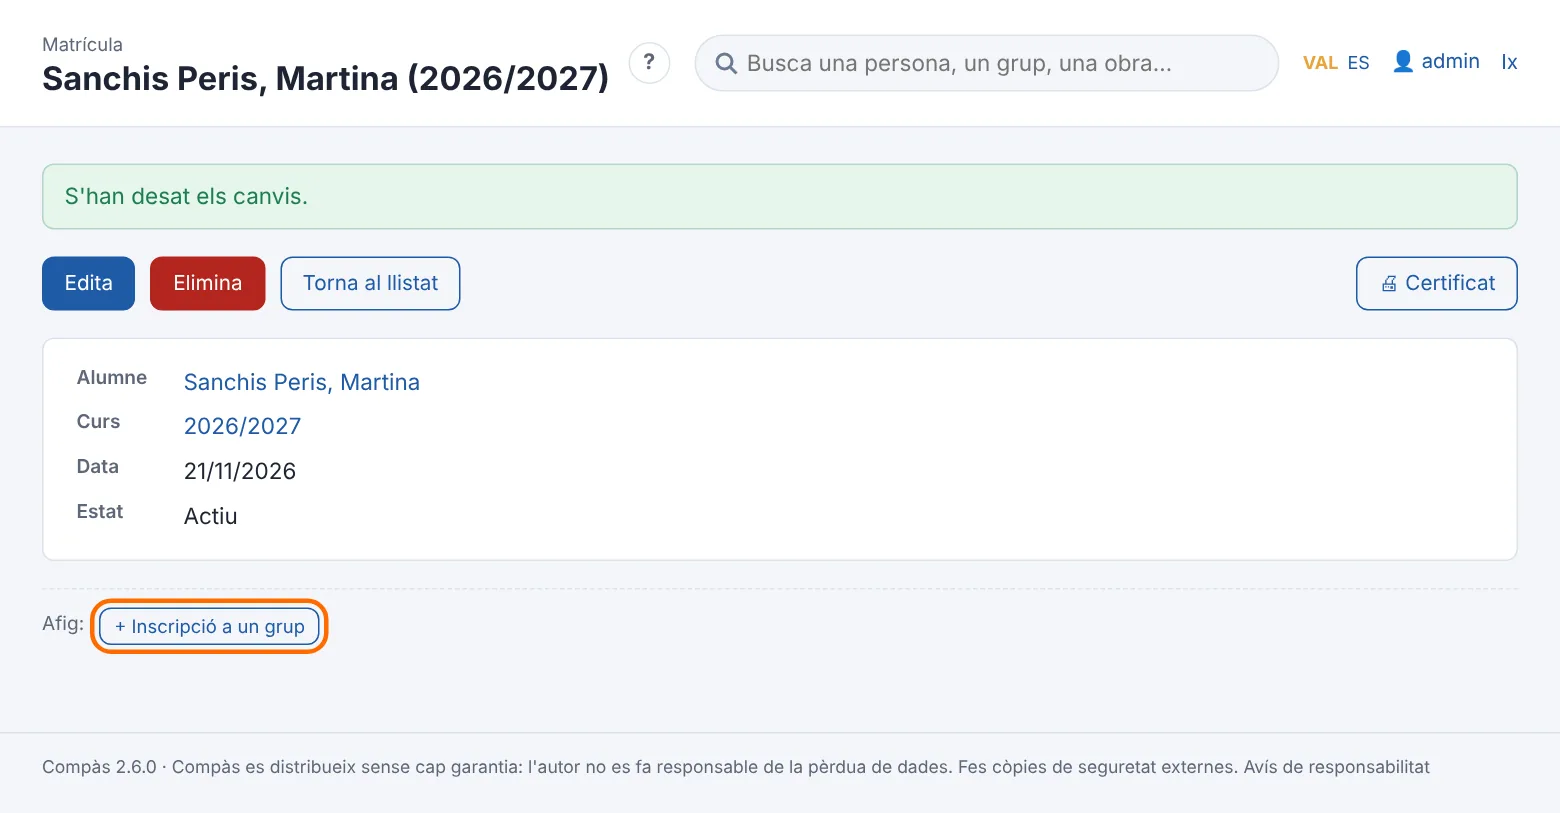 Matrícula
Sanchis Peris, Martina (2026/2027)
?
Busca una persona, un grup, una obra...
VAL ES
admin
Ix
S'han desat els canvis.
Edita
Elimina
Torna al llistat
Certificat
Alumne Sanchis Peris, Martina
Curs 2026/2027
Data 21/11/2026
Estat Actiu
Afig: + Inscripció a un grup
Compàs 2.6.0 · Compàs es distribueix sense cap garantia: l'autor no es fa responsable de la pèrdua de dades. Fes còpies de seguretat externes. Avís de responsabilitat